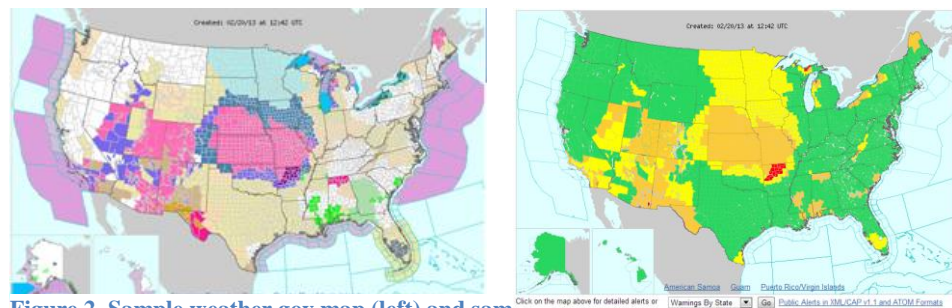 Created: 02/20/13 at 12:42 UTC
Created: 02/20/13 at 12:42 UTC
American Samoa Guam Puerto Rico/Virgin Islands
Click on the map above for detailed alerts or Warnings By State Go Public Alerts in XML/CAP v1.1 and ATOM Formats
Figure 2. Sample weather.gov map (left) and sam